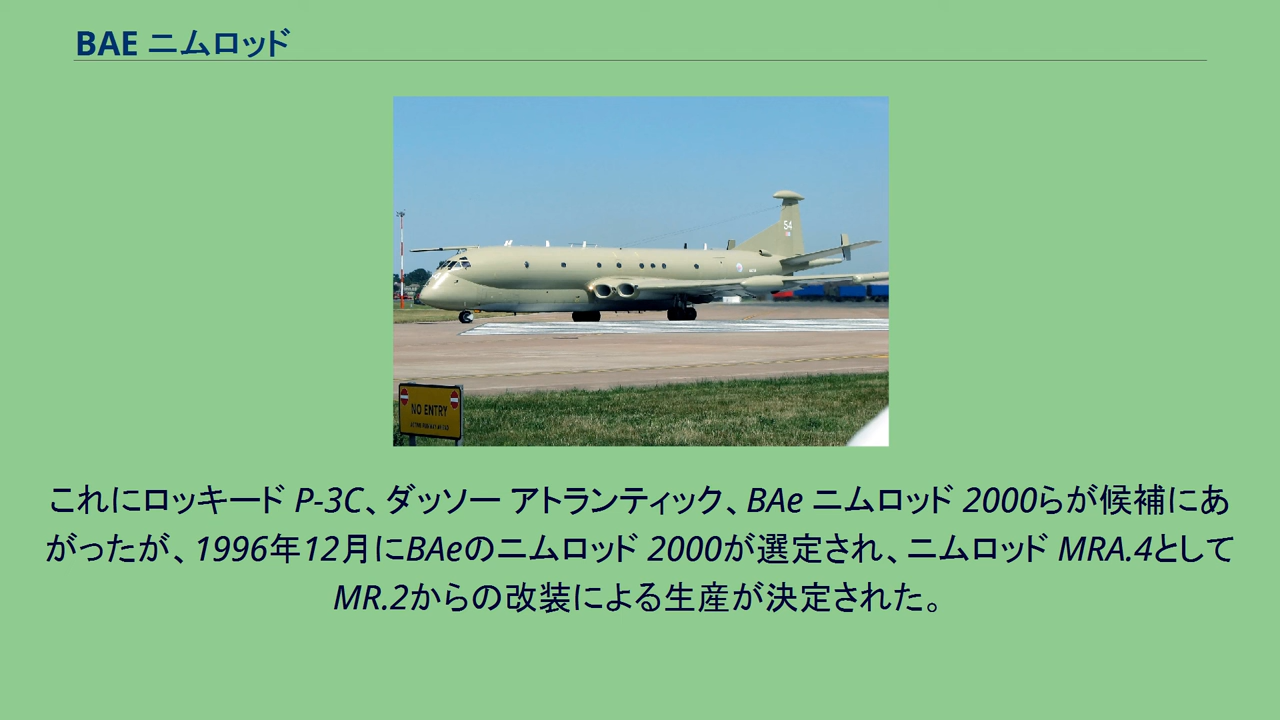 BAE ニムロッド
54
NO ENTRY
これにロッキード P-3C、ダッソー アトランティック、BAe ニムロッド 2000らが候補にあ
がったが、1996年12月にBAeのニムロッド 2000が選定され、ニムロッド MRA.4として
MR.2からの改装による生産が決定された。